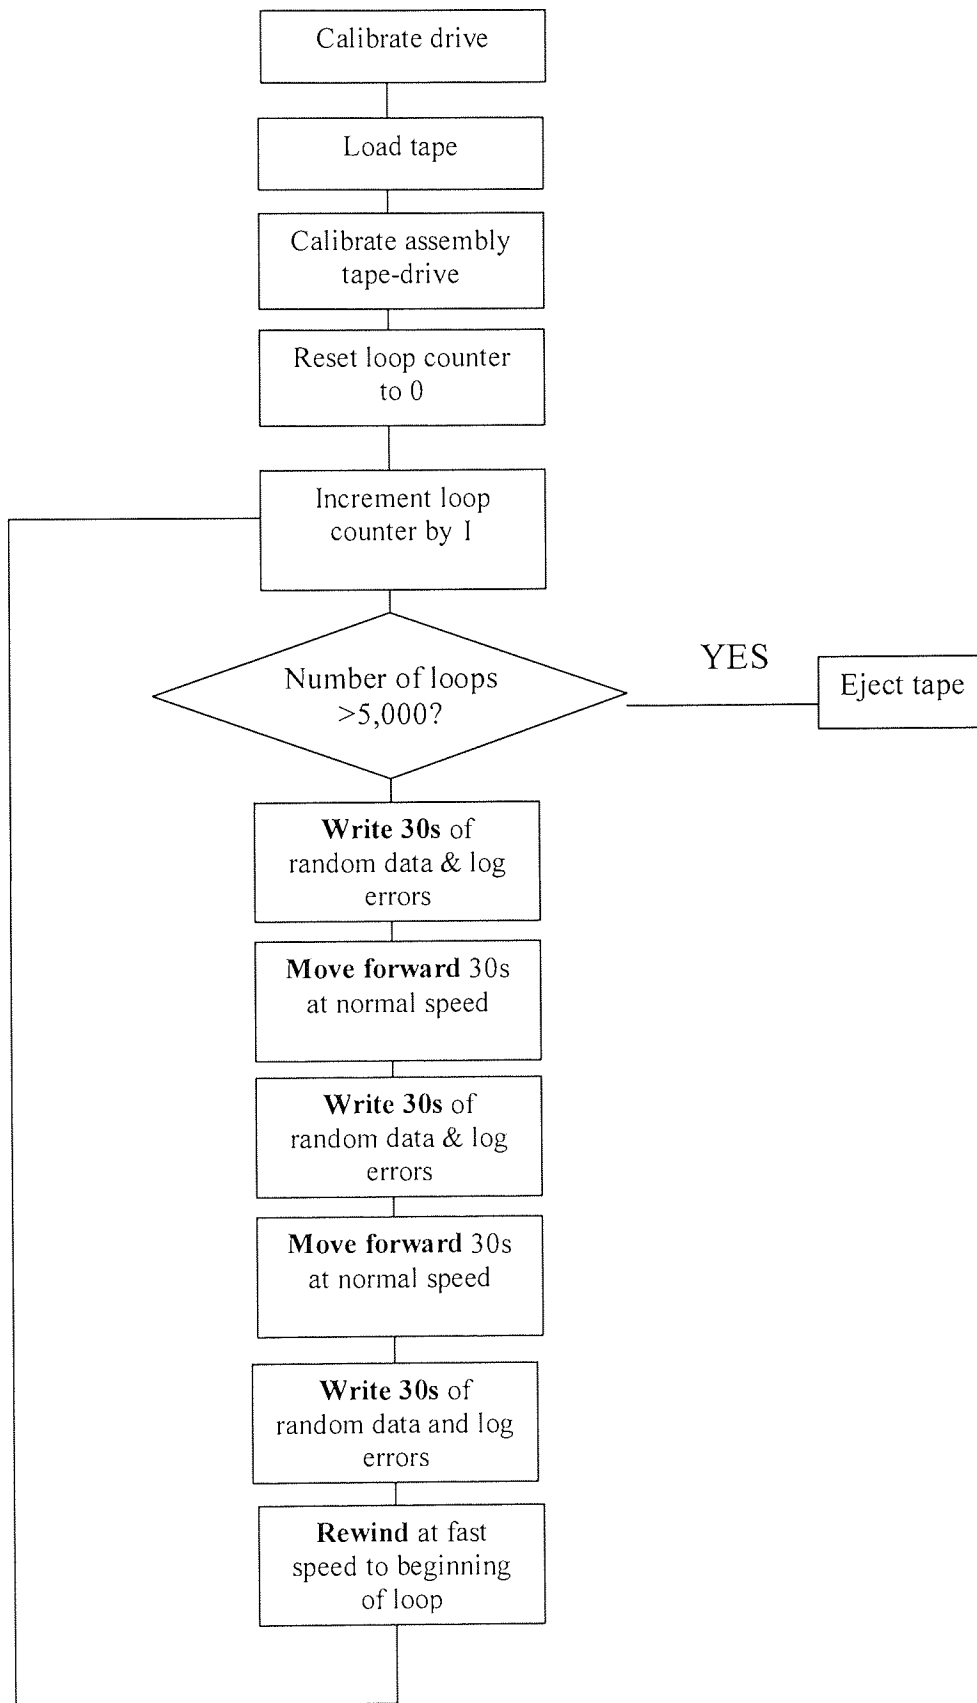 Calibrate drive
Load tape
Calibrate assembly
tape-drive
Reset loop counter
to 0
Increment loop
counter by 1
Number of loops
>5,000?
YES
Eject tape
Write 30s of
random data & log
errors
Move forward 30s
at normal speed
Write 30s of
random data & log
errors
Move forward 30s
at normal speed
Write 30s of
random data and log
errors
Rewind at fast
speed to beginning
of loop